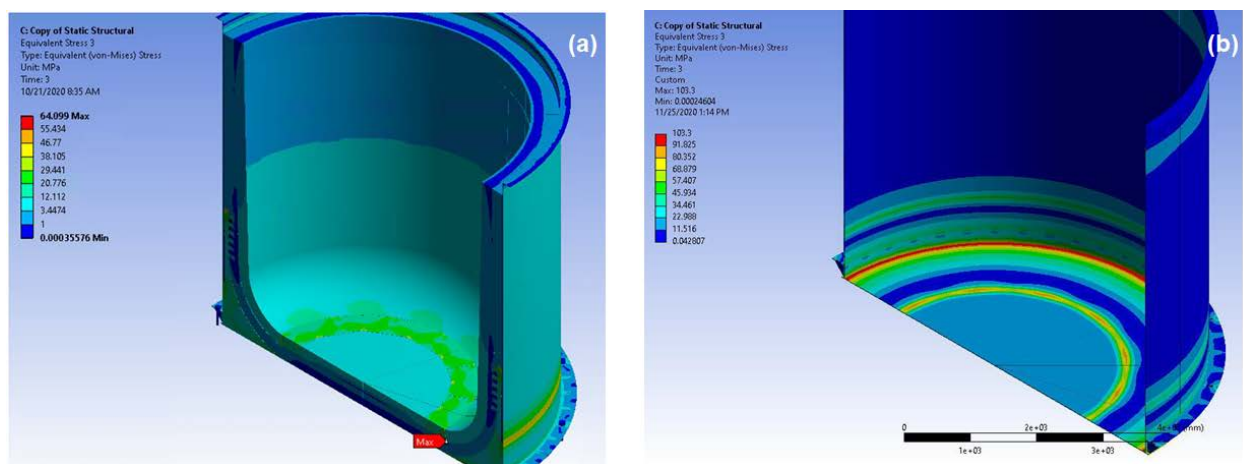 C: Copy of Static Structural
Equivalent Stress 3
Type: Equivalent (von-Mises) Stress
Unit: MPa
Time: 3
10/21/2020 8:35 AM
64.099 Max
55.434
46.77
38.105
29.441
20.776
12.112
3.4474
1
0.00035576 Min
(a)
Max
C: Copy of Static Structural
Equivalent Stress 3
Type: Equivalent (von-Mises) Stress
Unit: MPa
Time: 3
Custom
Max: 103.3
Min: 0.00024604
11/25/2020 1:14 PM
103.3
91.825
80.352
68.879
57.407
45.934
34.461
22.988
11.516
0.042807
(b)
0 2e+03 (mm)
1e+03 3e+03